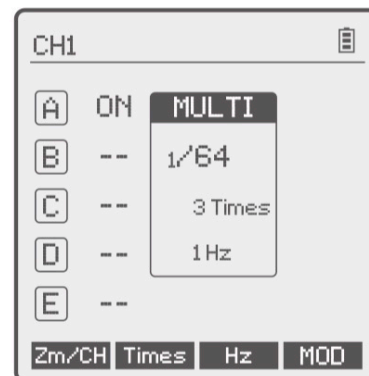 CH1
A ON MULTI
B -- 1/64
C -- 3 Times
D -- 1 Hz
E --
Zm/CH Times Hz MOD